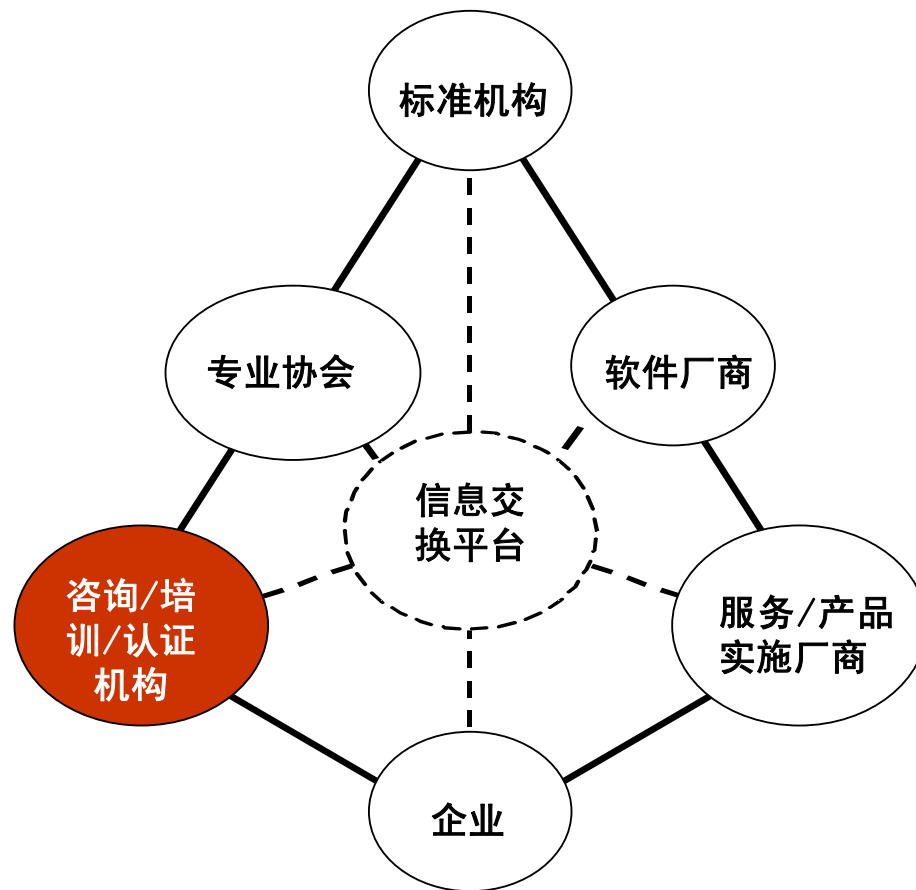 标准机构
专业协会
软件厂商
信息交
换平台
咨询/培
训/认证
机构
服务/产品
实施厂商
企业